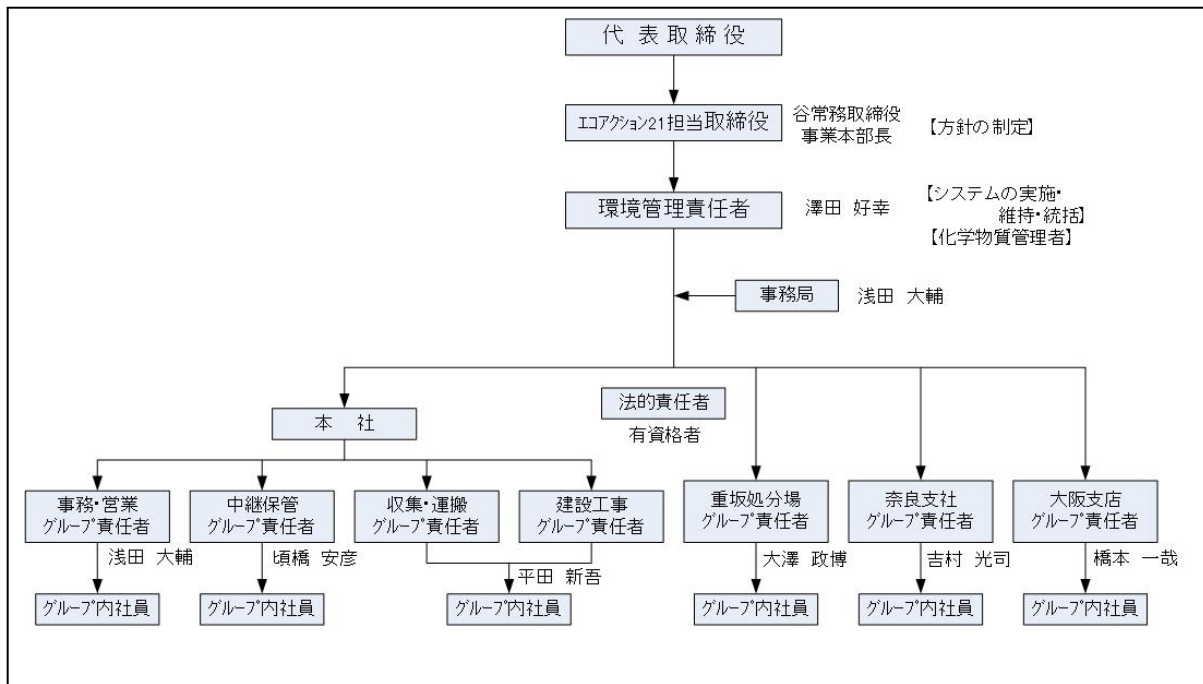 代表取締役
エコアクション21担当取締役
谷常務取締役
事業本部長
【方針の制定】
環境管理責任者
澤田 好幸
【システムの実施・
維持・統括】
【化学物質管理者】
事務局
浅田 大輔
法的責任者
有資格者
本 社
事務・営業
グループ責任者
中継保管
グループ責任者
収集・運搬
グループ責任者
建設工事
グループ責任者
重坂処分場
グループ責任者
奈良支社
グループ責任者
大阪支店
グループ責任者
浅田 大輔
頃橋 安彦
平田 新吾
大澤 政博
吉村 光司
橋本 一哉
グループ内社員
グループ内社員
グループ内社員
グループ内社員
グループ内社員
グループ内社員